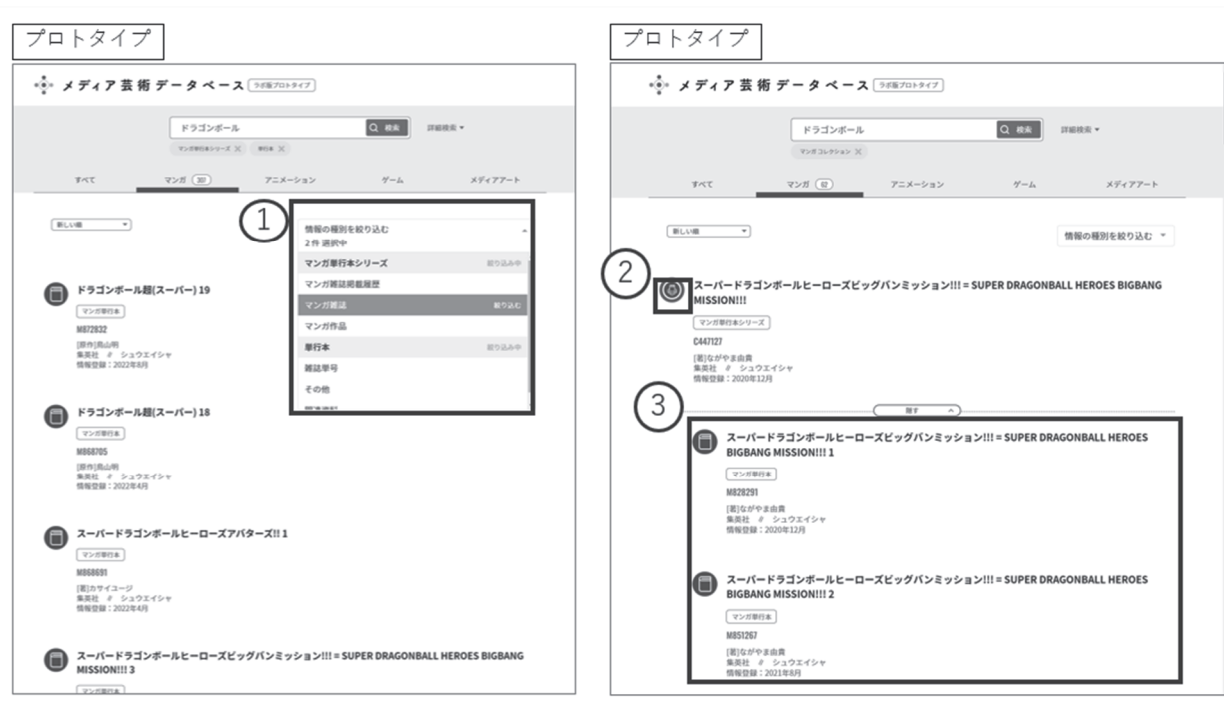 プロトタイプ
メディア芸術データベース ラボ版プロトタイプ
ドラゴンボール 検索 詳細検索
マンガ単行本シリーズ × 単行本 ×
すべて マンガ アニメーション ゲーム メディアアート
新しい順
1
情報の種別を絞り込む
2件 選択中
マンガ単行本シリーズ 絞り込み中
マンガ雑誌掲載履歴
マンガ雑誌 絞り込む
マンガ作品
単行本 絞り込み中
雑誌単号
その他
ドラゴンボール超(スーパー) 19
マンガ単行本
M872832
[原作]鳥山明
集英社 ∥ シュウエイシャ
情報登録：2022年8月
ドラゴンボール超(スーパー) 18
マンガ単行本
M868705
[原作]鳥山明
集英社 ∥ シュウエイシャ
情報登録：2022年4月
スーパードラゴンボールヒーローズアバターズ!! 1
マンガ単行本
M868691
[著]カサイユージ
集英社 ∥ シュウエイシャ
情報登録：2022年4月
スーパードラゴンボールヒーローズビッグバンミッション!!! = SUPER DRAGONBALL HEROES BIGBANG
MISSION!!! 3
マンガ単行本
プロトタイプ
メディア芸術データベース ラボ版プロトタイプ
ドラゴンボール 検索 詳細検索
マンガ コレクション ×
すべて マンガ 62 アニメーション ゲーム メディアアート
新しい順
情報の種別を絞り込む
2
スーパードラゴンボールヒーローズビッグバンミッション!!! = SUPER DRAGONBALL HEROES BIGBANG
MISSION!!!
マンガ単行本シリーズ
C447127
[著]ながやま由貴
集英社 ∥ シュウエイシャ
情報登録：2020年12月
3
隠す
スーパードラゴンボールヒーローズビッグバンミッション!!! = SUPER DRAGONBALL HEROES
BIGBANG MISSION!!! 1
マンガ単行本
M828291
[著]ながやま由貴
集英社 ∥ シュウエイシャ
情報登録：2020年12月
スーパードラゴンボールヒーローズビッグバンミッション!!! = SUPER DRAGONBALL HEROES
BIGBANG MISSION!!! 2
マンガ単行本
M851267
[著]ながやま由貴
集英社 ∥ シュウエイシャ
情報登録：2021年8月